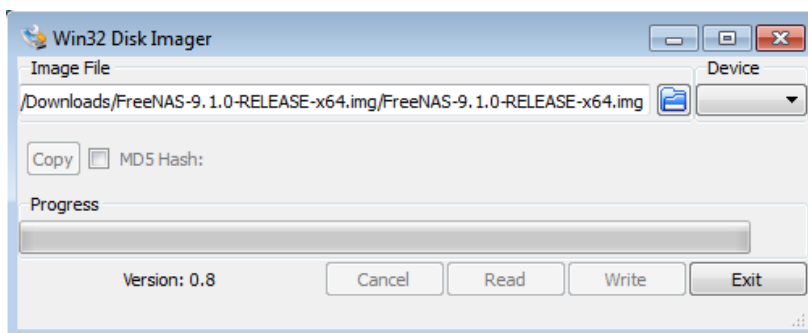 Win32 Disk Imager
Image File
Device
/Downloads/FreeNAS-9.1.0-RELEASE-x64.img/FreeNAS-9.1.0-RELEASE-x64.img
Copy MD5 Hash:
Progress
Version: 0.8 Cancel Read Write Exit